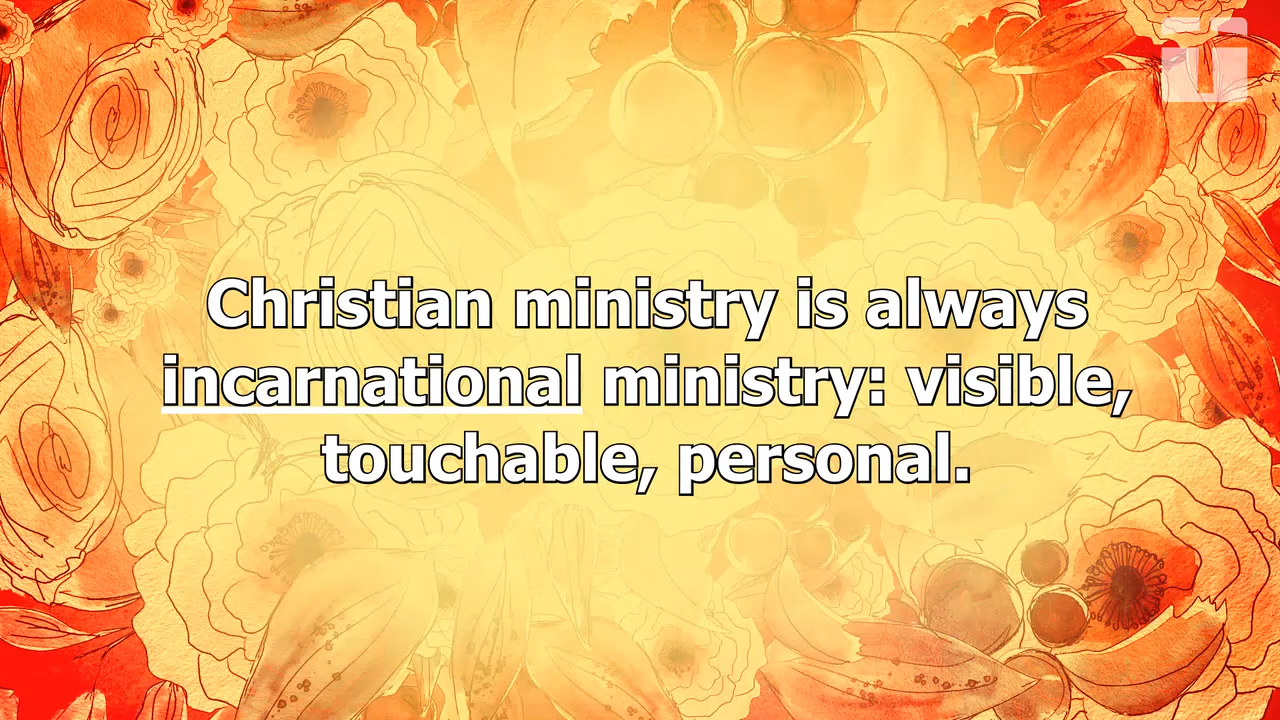 Christian ministry is always
incarnational ministry: visible,
touchable, personal.